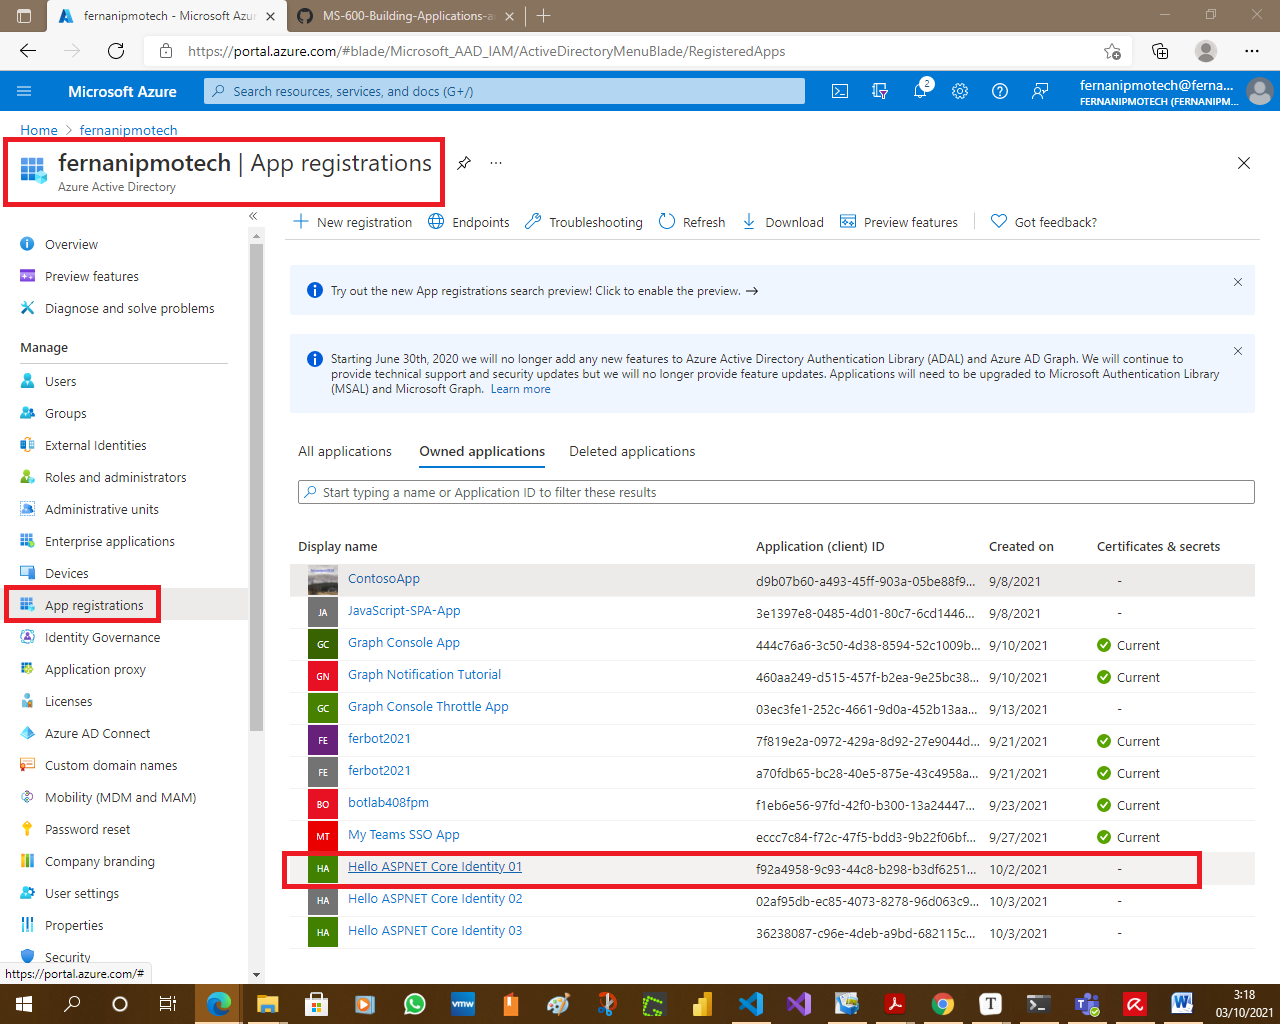 fernanipmotech - Microsoft Azur
MS-600-Building-Applications-a
https://portal.azure.com/#blade/Microsoft_AAD_IAM/ActiveDirectoryMenuBlade/RegisteredApps
Microsoft Azure
Search resources, services, and docs (G+/)
2
fernanipmotech@ferna...
FERNANIPMOTECH (FERNANIPM...
Home > fernanipmotech
fernanipmotech | App registrations
Azure Active Directory
New registration
Endpoints
Troubleshooting
Refresh
Download
Preview features
Got feedback?
Overview
Preview features
Diagnose and solve problems
Manage
Users
Groups
External Identities
Roles and administrators
Administrative units
Enterprise applications
Devices
App registrations
Identity Governance
Application proxy
Licenses
Azure AD Connect
Custom domain names
Mobility (MDM and MAM)
Password reset
Company branding
User settings
Properties
Security
https://portal.azure.com/#
Try out the new App registrations search preview! Click to enable the preview. →
Starting June 30th, 2020 we will no longer add any new features to Azure Active Directory Authentication Library (ADAL) and Azure AD Graph. We will continue to
provide technical support and security updates but we will no longer provide feature updates. Applications will need to be upgraded to Microsoft Authentication Library
(MSAL) and Microsoft Graph. Learn more
All applications
Owned applications
Deleted applications
Start typing a name or Application ID to filter these results
Display name Application (client) ID Created on Certificates & secrets
ContosoApp d9b07b60-a493-45ff-903a-05be88f9... 9/8/2021 -
JA JavaScript-SPA-App 3e1397e8-0485-4d01-80c7-6cd1446... 9/8/2021 -
GC Graph Console App 444c76a6-3c50-4d38-8594-52c1009b... 9/10/2021 Current
GN Graph Notification Tutorial 460aa249-d515-457f-b2ea-9e25bc38... 9/10/2021 Current
GC Graph Console Throttle App 03ec3fe1-252c-4661-9d0a-452b13aa... 9/13/2021 -
FE ferbot2021 7f819e2a-0972-429a-8d92-27e9044d... 9/21/2021 Current
FE ferbot2021 a70fdb65-bc28-40e5-875e-43c4958a... 9/21/2021 Current
BO botlab408fpm f1eb6e56-97fd-42f0-b300-13a24447... 9/23/2021 Current
MT My Teams SSO App eccc7c84-f72c-47f5-bdd3-9b22f06bf... 9/27/2021 Current
HA Hello ASPNET Core Identity 01 f92a4958-9c93-44c8-b298-b3df6251... 10/2/2021 -
HA Hello ASPNET Core Identity 02 02af95db-ec85-4073-8278-96d063c9... 10/3/2021 -
HA Hello ASPNET Core Identity 03 36238087-c96e-4deb-a9bd-682115c... 10/3/2021 -
vmw
T
W
3:18
03/10/2021